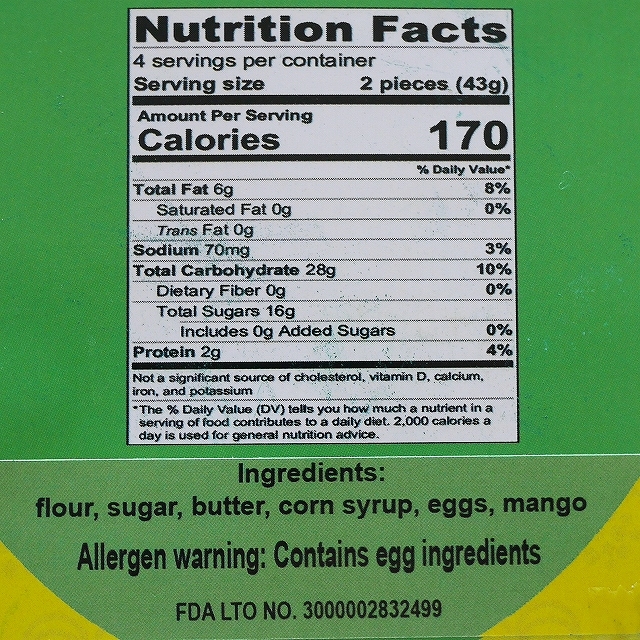 Nutrition Facts
4 servings per container
Serving size 2 pieces (43g)
Amount Per Serving
Calories 170
% Daily Value*
Total Fat 6g 8%
Saturated Fat 0g 0%
Trans Fat 0g
Sodium 70mg 3%
Total Carbohydrate 28g 10%
Dietary Fiber 0g 0%
Total Sugars 16g
Includes 0g Added Sugars 0%
Protein 2g 4%
Not a significant source of cholesterol, vitamin D, calcium,
iron, and potassium
*The % Daily Value (DV) tells you how much a nutrient in a
serving of food contributes to a daily diet. 2,000 calories a
day is used for general nutrition advice.
Ingredients:
flour, sugar, butter, corn syrup, eggs, mango
Allergen warning: Contains egg ingredients
FDA LTO NO. 3000002832499